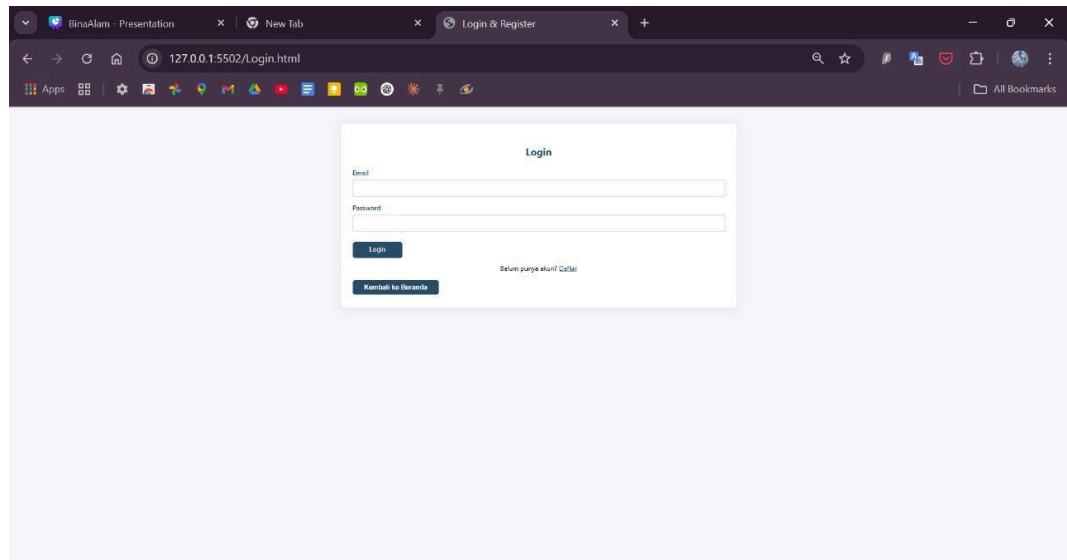 BinaAlam - Presentation
New Tab
Login & Register
127.0.0.1:5502/Login.html
Apps
All Bookmarks
Login
Email
Password
Login
Belum punya akun? Daftar
Kembali ke Beranda